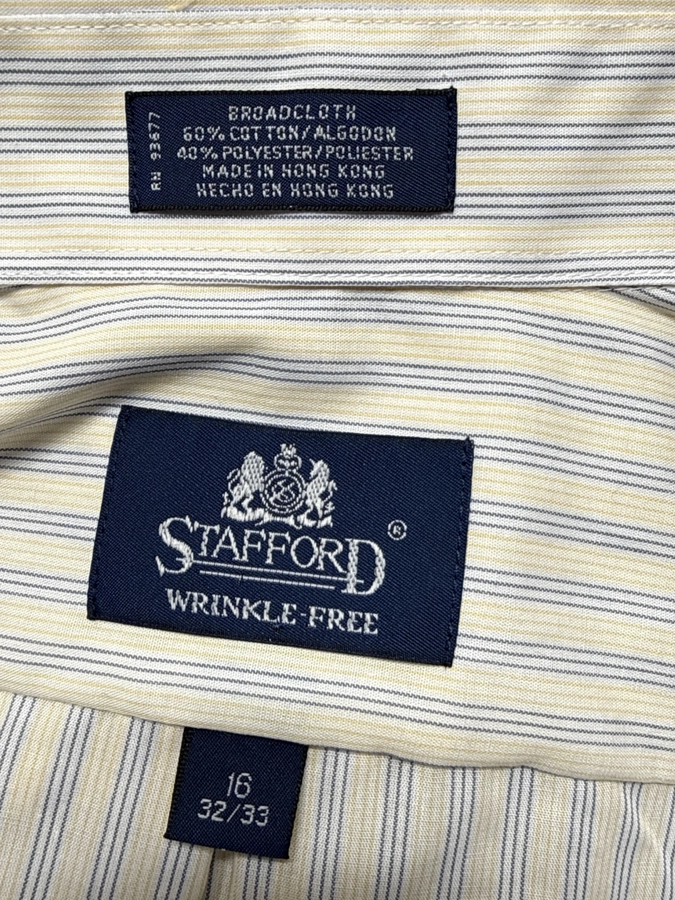 BROADCLOTH
60% COTTON/ALGODON
40% POLYESTER/POLIESTER
MADE IN HONG KONG
HECHO EN HONG KONG
RN 93677
STAFFORD®
WRINKLE-FREE
16
32/33